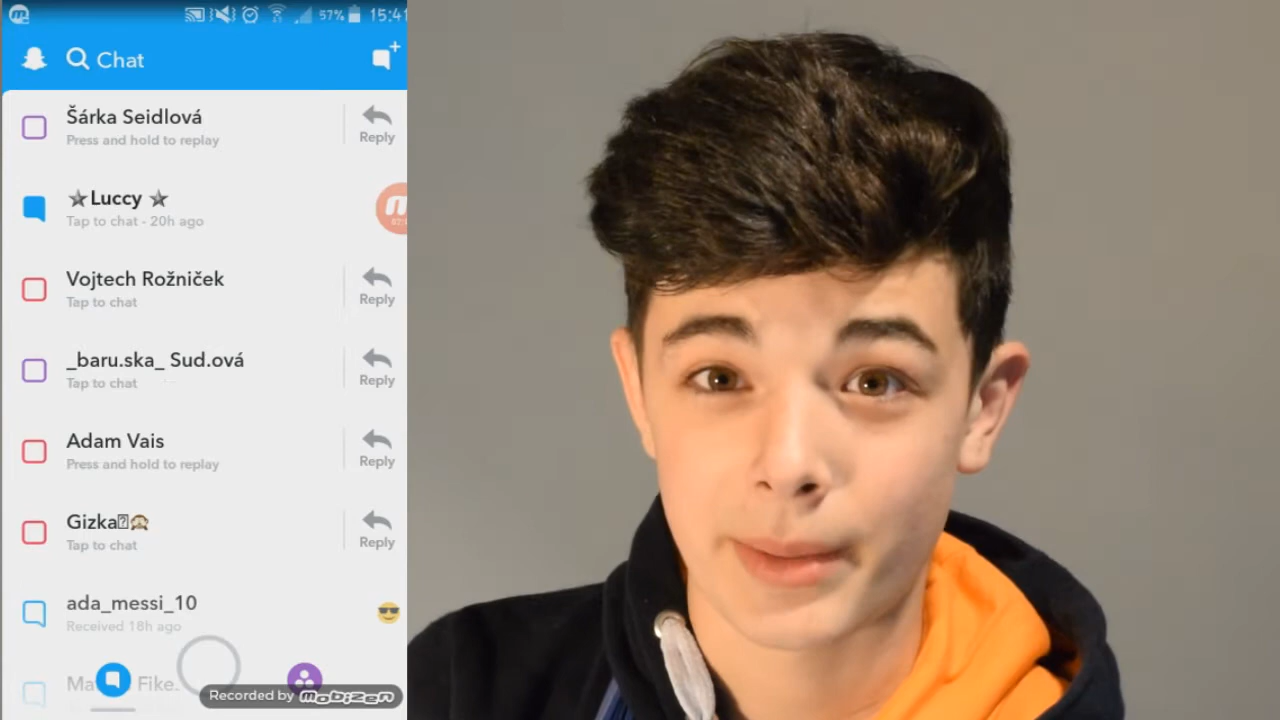 57% 15:41
Chat
Šárka Seidlová
Press and hold to replay
Reply
★Luccy ★
Tap to chat - 20h ago
Vojtech Rožniček
Tap to chat
Reply
_baru.ska_ Sud.ová
Tap to chat
Reply
Adam Vais
Press and hold to replay
Reply
Gizka
Tap to chat
Reply
ada_messi_10
Received 18h ago
Fike.
Recorded by mobizen